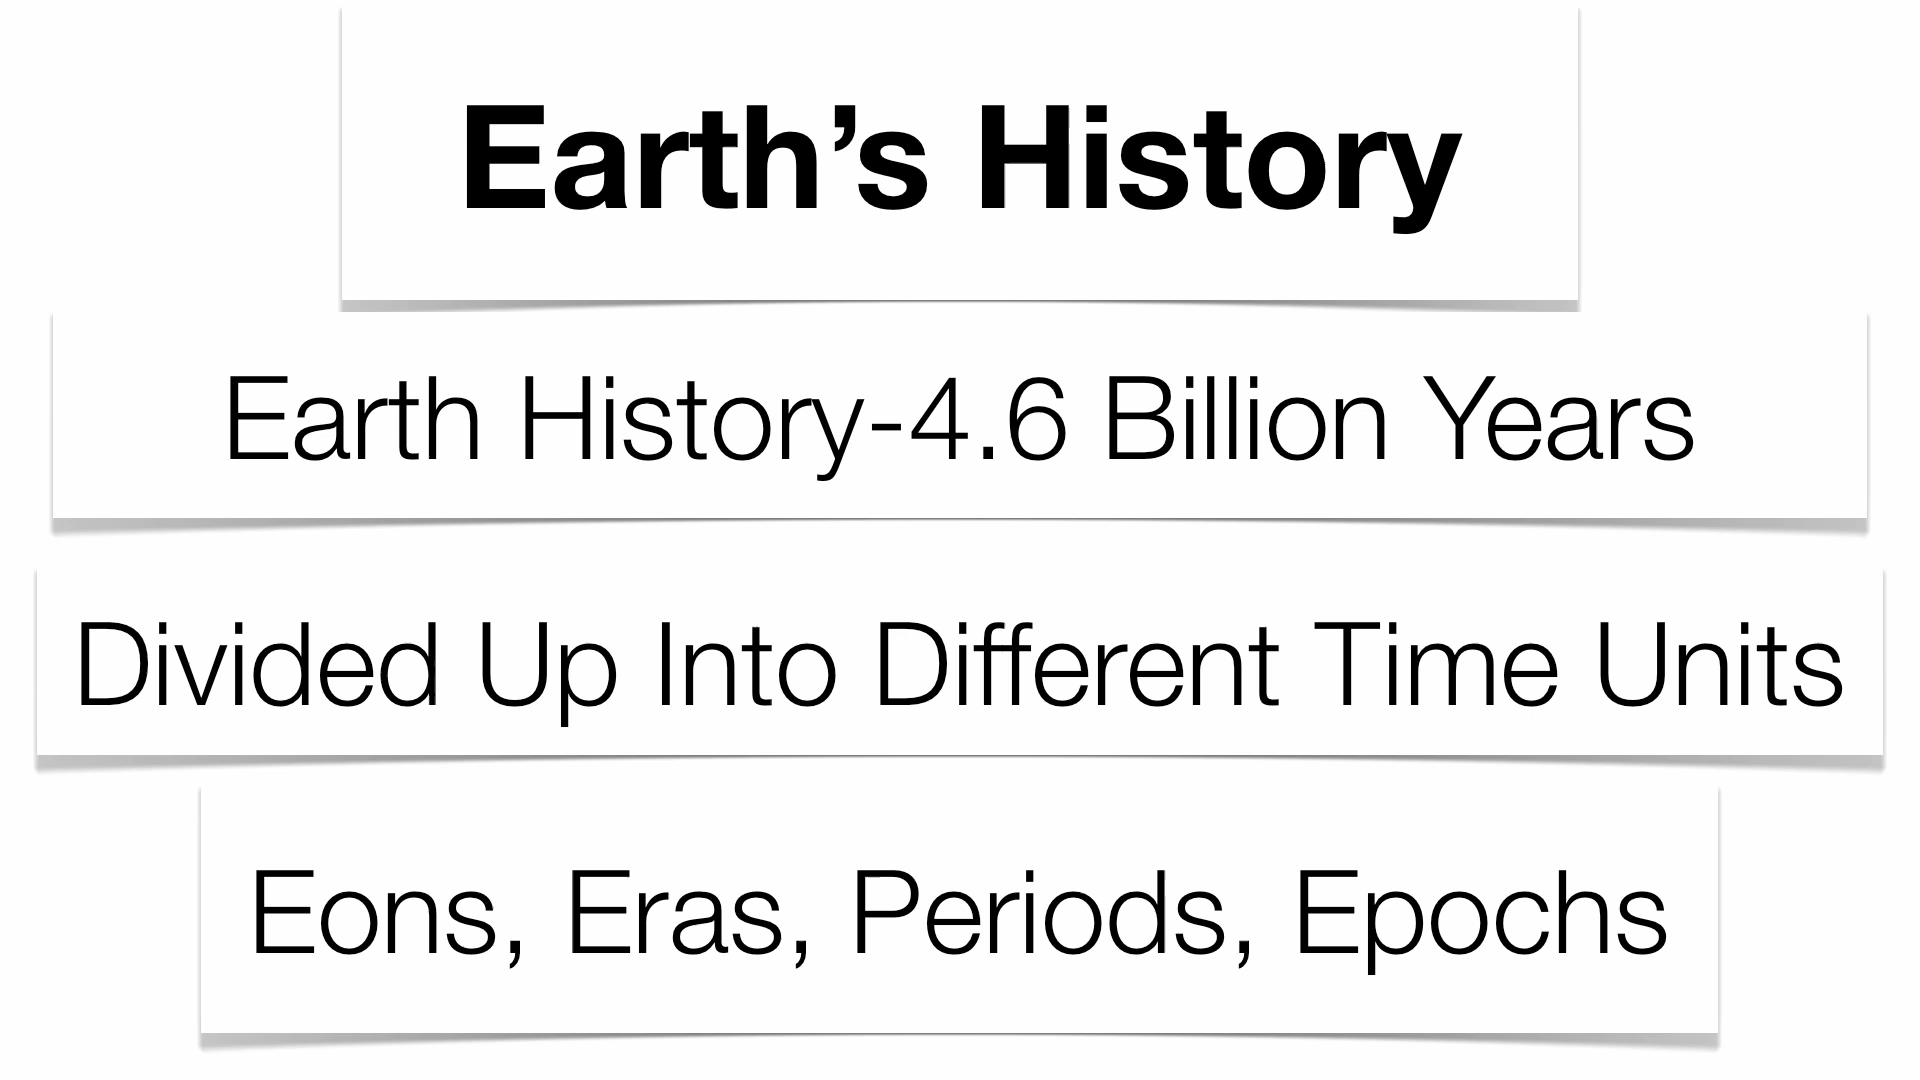 Earth’s History
Earth History-4.6 Billion Years
Divided Up Into Different Time Units
Eons, Eras, Periods, Epochs